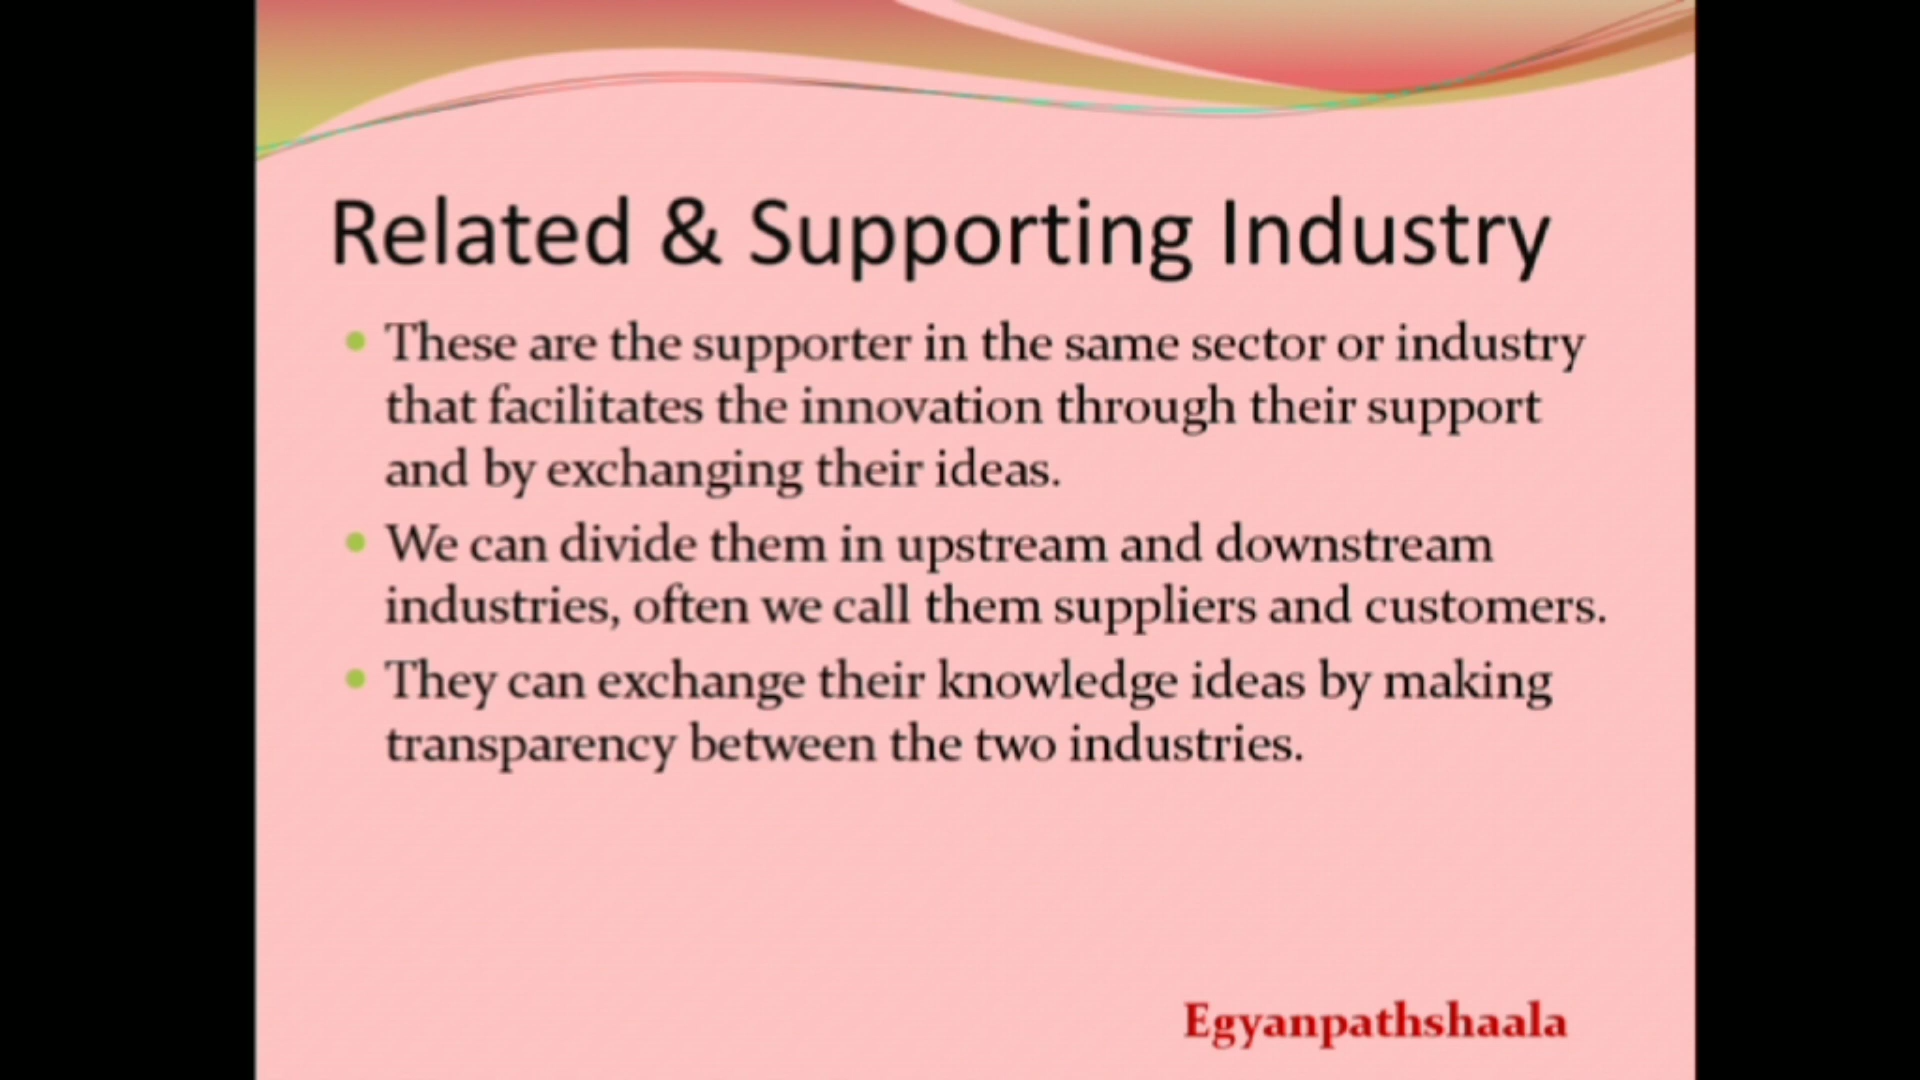 Related & Supporting Industry
These are the supporter in the same sector or industry
that facilitates the innovation through their support
and by exchanging their ideas.
We can divide them in upstream and downstream
industries, often we call them suppliers and customers.
They can exchange their knowledge ideas by making
transparency between the two industries.
Egyanpathshaala